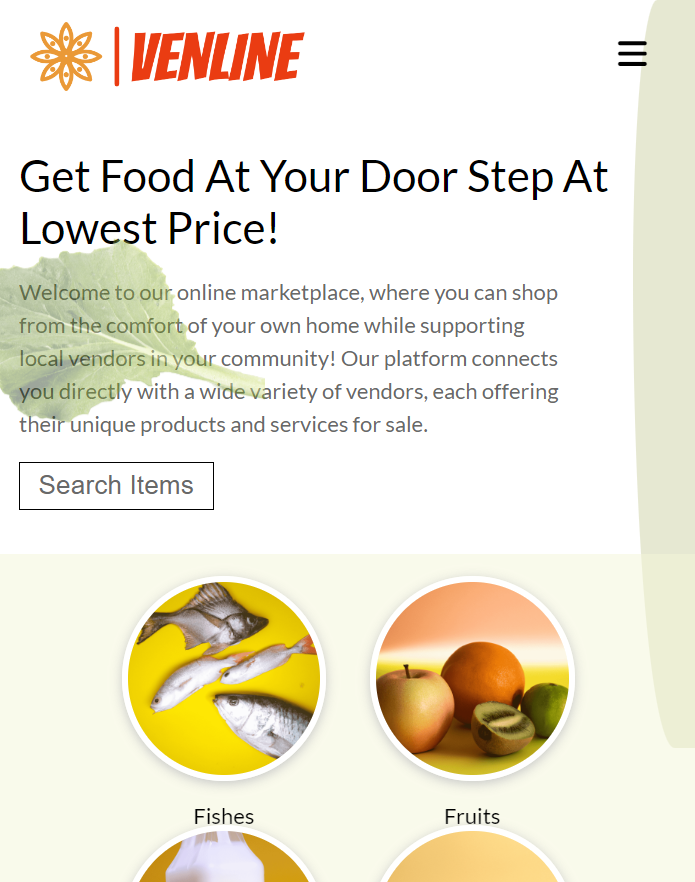 VENLINE
Get Food At Your Door Step At
Lowest Price!
Welcome to our online marketplace, where you can shop
from the comfort of your own home while supporting
local vendors in your community! Our platform connects
you directly with a wide variety of vendors, each offering
their unique products and services for sale.
Search Items
Fishes
Fruits